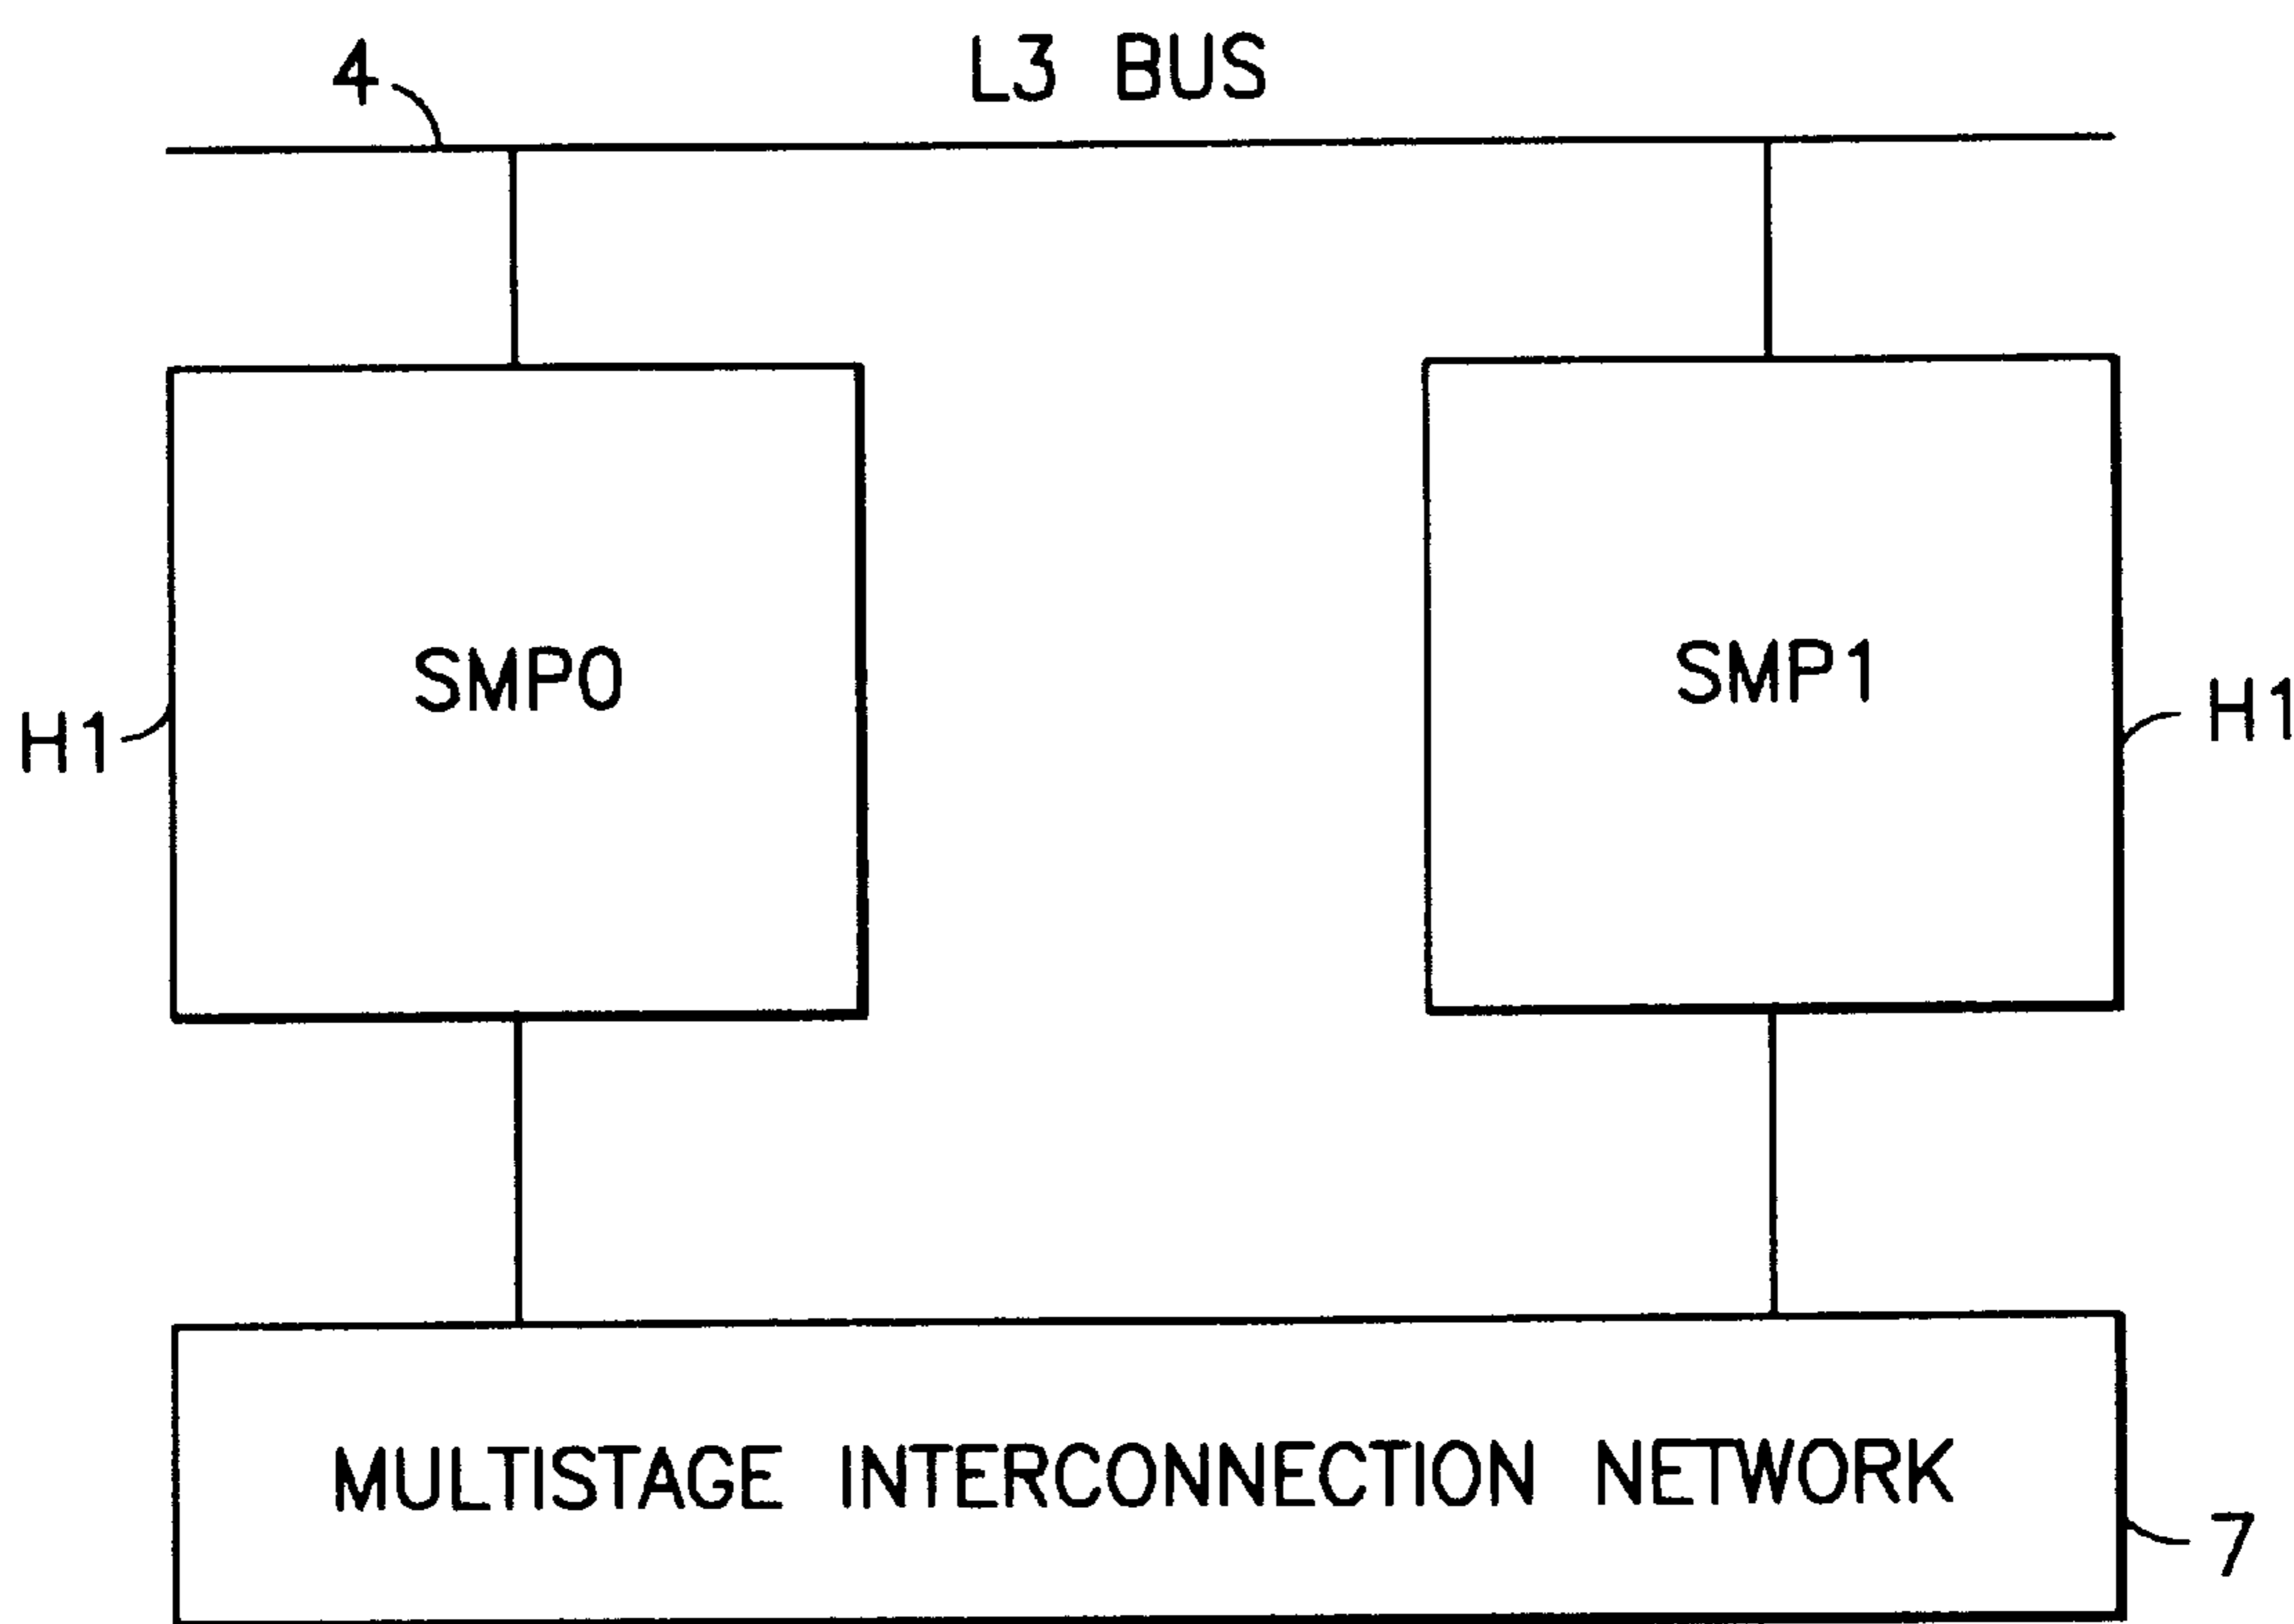 4
L3 BUS
SMP0
SMP1
H1
H1
MULTISTAGE INTERCONNECTION NETWORK
7